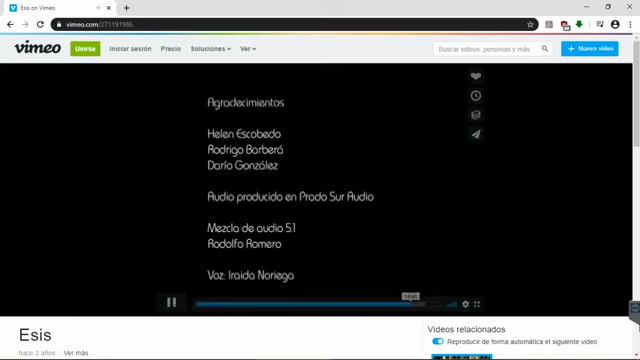 Esis on Vimeo
vimeo.com/271191986
vimeo
Unirse
Iniciar sesión
Precio
Soluciones
Ver
Buscar videos, personas y más
+ Nuevo video
Agradecimientos
Helen Escobedo
Rodrigo Barberá
Darío González
Audio producido en Prado Sur Audio
Mezcla de audio 5.1
Rodolfo Romero
Voz: Iraida Noriega
Esis
hace 2 años
Ver más
Vídeos relacionados
Reproducir de forma automática el siguiente video